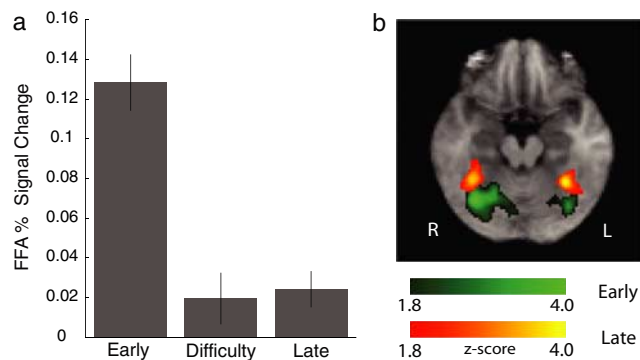 a
FFA % Signal Change
0.16
0.14
0.12
0.1
0.08
0.06
0.04
0.02
0
Early Difficulty Late
b
R L
1.8 4.0 Early
1.8 z-score 4.0 Late